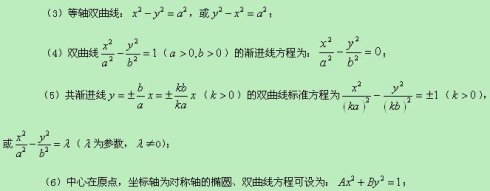 （3）等轴双曲线：x² − y² = a²，或 y² − x² = a²；
（4）双曲线 x²/a² − y²/b² = 1（a > 0, b > 0）的渐进线方程为：x²/a² − y²/b² = 0；
（5）共渐进线 y = ± b/a x = ± kb/ka x（k > 0）的双曲线标准方程为 x²/(ka)² − y²/(kb)² = ±1（k > 0），
或 x²/a² − y²/b² = λ（λ为参数，λ ≠ 0）；
（6）中心在原点，坐标轴为对称轴的椭圆、双曲线方程可设为：Ax² + By² = 1；